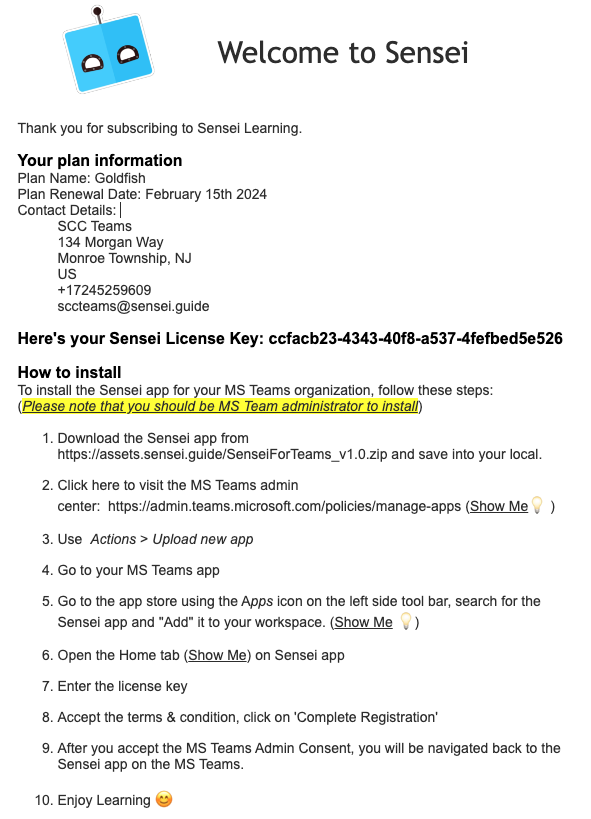 Welcome to Sensei
Thank you for subscribing to Sensei Learning.
Your plan information
Plan Name: Goldfish
Plan Renewal Date: February 15th 2024
Contact Details:
SCC Teams
134 Morgan Way
Monroe Township, NJ
US
+17245259609
sccteams@sensei.guide
Here's your Sensei License Key: ccfacb23-4343-40f8-a537-4fefbed5e526
How to install
To install the Sensei app for your MS Teams organization, follow these steps:
(Please note that you should be MS Team administrator to install)
1. Download the Sensei app from
https://assets.sensei.guide/SenseiForTeams_v1.0.zip and save into your local.
2. Click here to visit the MS Teams admin
center:  https://admin.teams.microsoft.com/policies/manage-apps (Show Me💡 )
3. Use  Actions > Upload new app
4. Go to your MS Teams app
5. Go to the app store using the Apps icon on the left side tool bar, search for the
Sensei app and "Add" it to your workspace. (Show Me 💡)
6. Open the Home tab (Show Me) on Sensei app
7. Enter the license key
8. Accept the terms & condition, click on 'Complete Registration'
9. After you accept the MS Teams Admin Consent, you will be navigated back to the
Sensei app on the MS Teams.
10. Enjoy Learning 😊